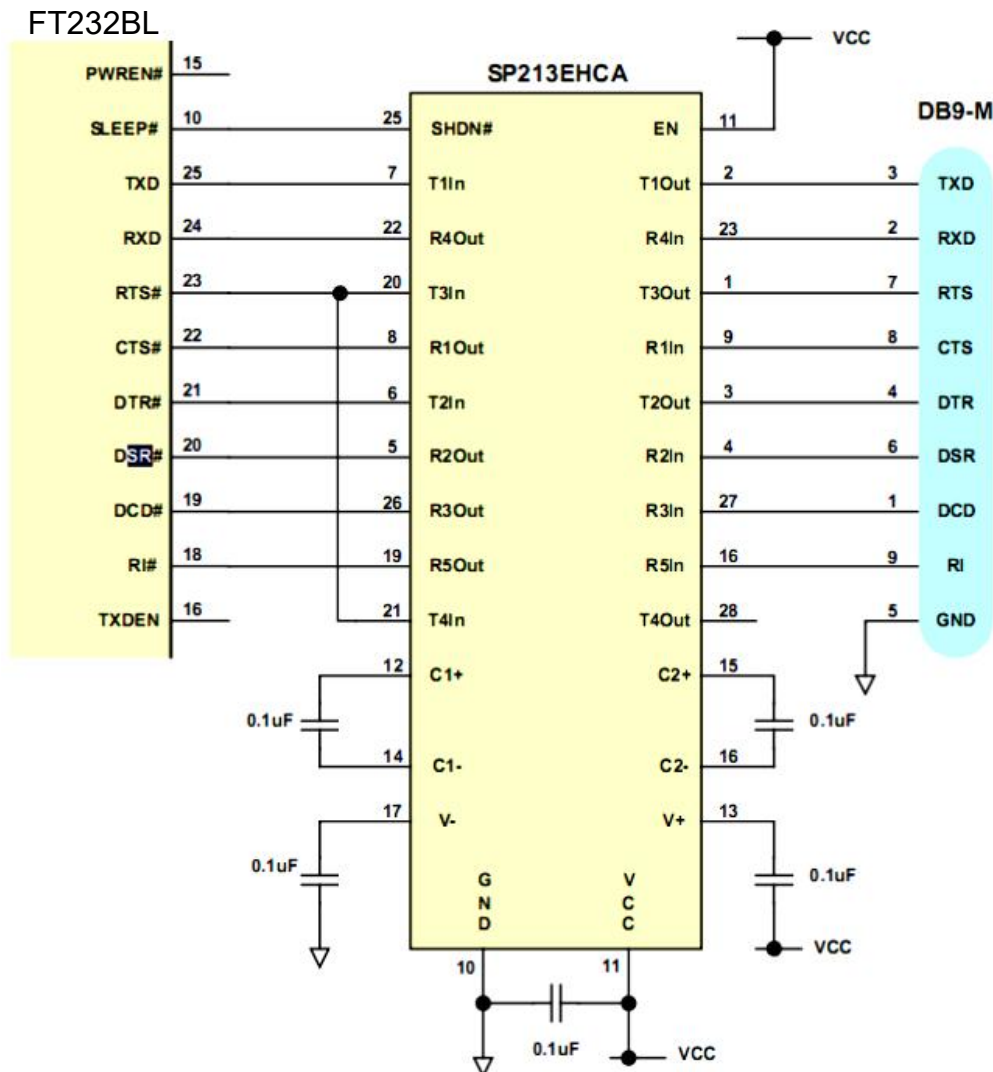 FT232BL
VCC
SP213EHCA
DB9-M
PWREN# 15
SLEEP# 10 25 SHDN# EN 11
TXD 25 7 T1In T1Out 2 3 TXD
RXD 24 22 R4Out R4In 23 2 RXD
RTS# 23 20 T3In T3Out 1 7 RTS
CTS# 22 8 R1Out R1In 9 8 CTS
DTR# 21 6 T2In T2Out 3 4 DTR
DSR# 20 5 R2Out R2In 4 6 DSR
DCD# 19 26 R3Out R3In 27 1 DCD
RI# 18 19 R5Out R5In 16 9 RI
TXDEN 16 21 T4In T4Out 28 5 GND
12 C1+ C2+ 15
0.1uF 0.1uF
14 C1- C2- 16
17 V- V+ 13
0.1uF 0.1uF
GND VCC
VCC
10 11
0.1uF VCC